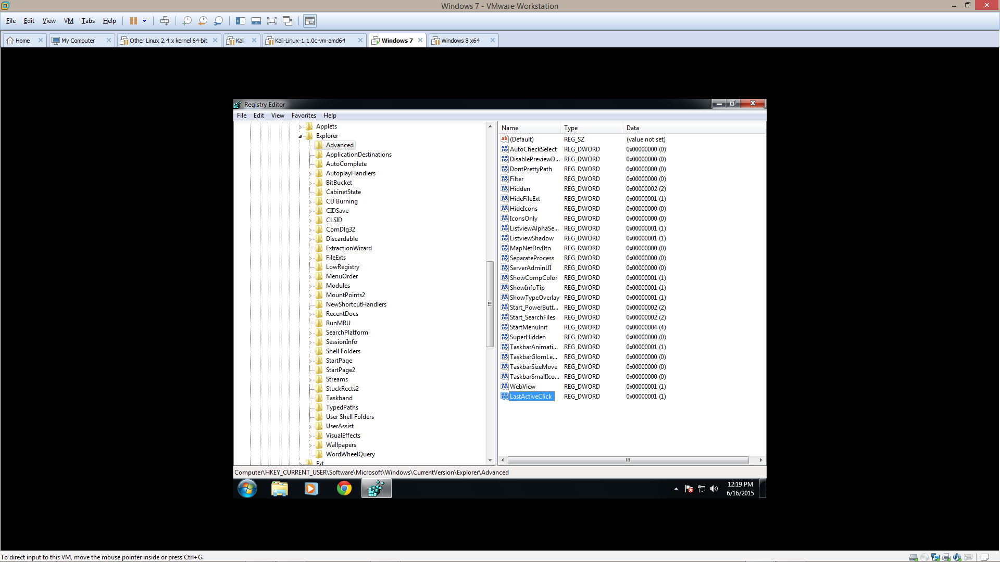 Windows 7 - VMware Workstation
File Edit View VM Tabs Help
Home My Computer Other Linux 2.4.x kernel 64-bit Kali Kali-Linux-1.1.0c-vm-amd64 Windows 7 Windows 8 x64
Registry Editor
File Edit View Favorites Help
Applets
Explorer
Advanced
ApplicationDestinations
AutoComplete
AutoplayHandlers
BitBucket
CabinetState
CD Burning
CIDSave
CLSID
ComDlg32
Discardable
ExtractionWizard
FileExts
LowRegistry
MenuOrder
Modules
MountPoints2
NewShortcutHandlers
RecentDocs
RunMRU
SearchPlatform
SessionInfo
Shell Folders
StartPage
StartPage2
Streams
StuckRects2
Taskband
TypedPaths
User Shell Folders
UserAssist
VisualEffects
Wallpapers
WordWheelQuery
Ext
Name Type Data
(Default) REG_SZ (value not set)
AutoCheckSelect REG_DWORD 0x00000000 (0)
DisablePreviewD... REG_DWORD 0x00000000 (0)
DontPrettyPath REG_DWORD 0x00000000 (0)
Filter REG_DWORD 0x00000000 (0)
Hidden REG_DWORD 0x00000002 (2)
HideFileExt REG_DWORD 0x00000001 (1)
HideIcons REG_DWORD 0x00000000 (0)
IconsOnly REG_DWORD 0x00000000 (0)
ListviewAlphaSe... REG_DWORD 0x00000001 (1)
ListviewShadow REG_DWORD 0x00000001 (1)
MapNetDrvBtn REG_DWORD 0x00000000 (0)
SeparateProcess REG_DWORD 0x00000000 (0)
ServerAdminUI REG_DWORD 0x00000000 (0)
ShowCompColor REG_DWORD 0x00000001 (1)
ShowInfoTip REG_DWORD 0x00000001 (1)
ShowTypeOverlay REG_DWORD 0x00000001 (1)
Start_PowerButt... REG_DWORD 0x00000002 (2)
Start_SearchFiles REG_DWORD 0x00000002 (2)
StartMenuInit REG_DWORD 0x00000004 (4)
SuperHidden REG_DWORD 0x00000000 (0)
TaskbarAnimati... REG_DWORD 0x00000001 (1)
TaskbarGlomLe... REG_DWORD 0x00000000 (0)
TaskbarSizeMove REG_DWORD 0x00000000 (0)
TaskbarSmallIco... REG_DWORD 0x00000000 (0)
WebView REG_DWORD 0x00000001 (1)
LastActiveClick REG_DWORD 0x00000001 (1)
Computer\HKEY_CURRENT_USER\Software\Microsoft\Windows\CurrentVersion\Explorer\Advanced
12:19 PM
6/16/2015
To direct input to this VM, move the mouse pointer inside or press Ctrl+G.